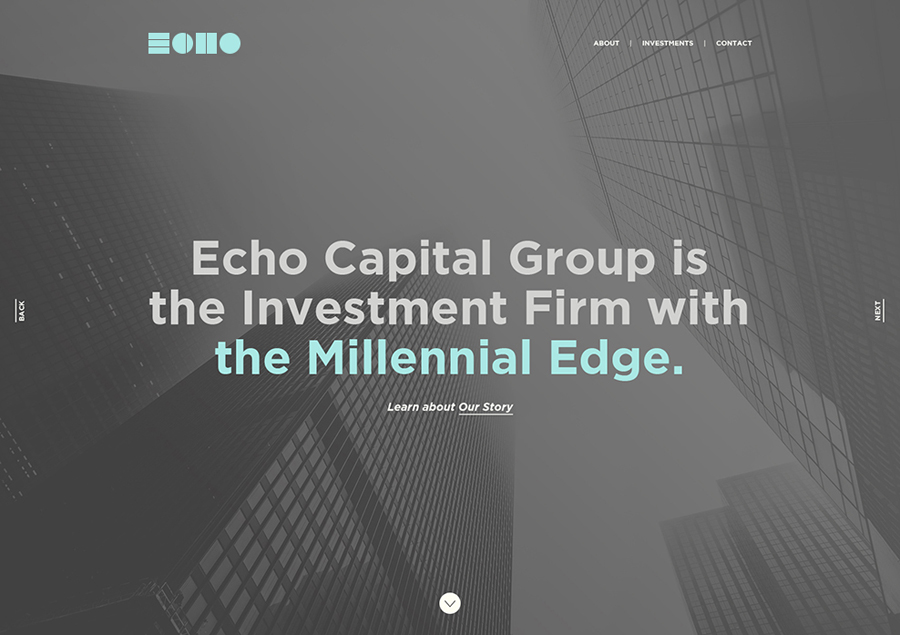 ECHO
ABOUT | INVESTMENTS | CONTACT
Echo Capital Group is
the Investment Firm with
the Millennial Edge.
BACK
NEXT
Learn about Our Story